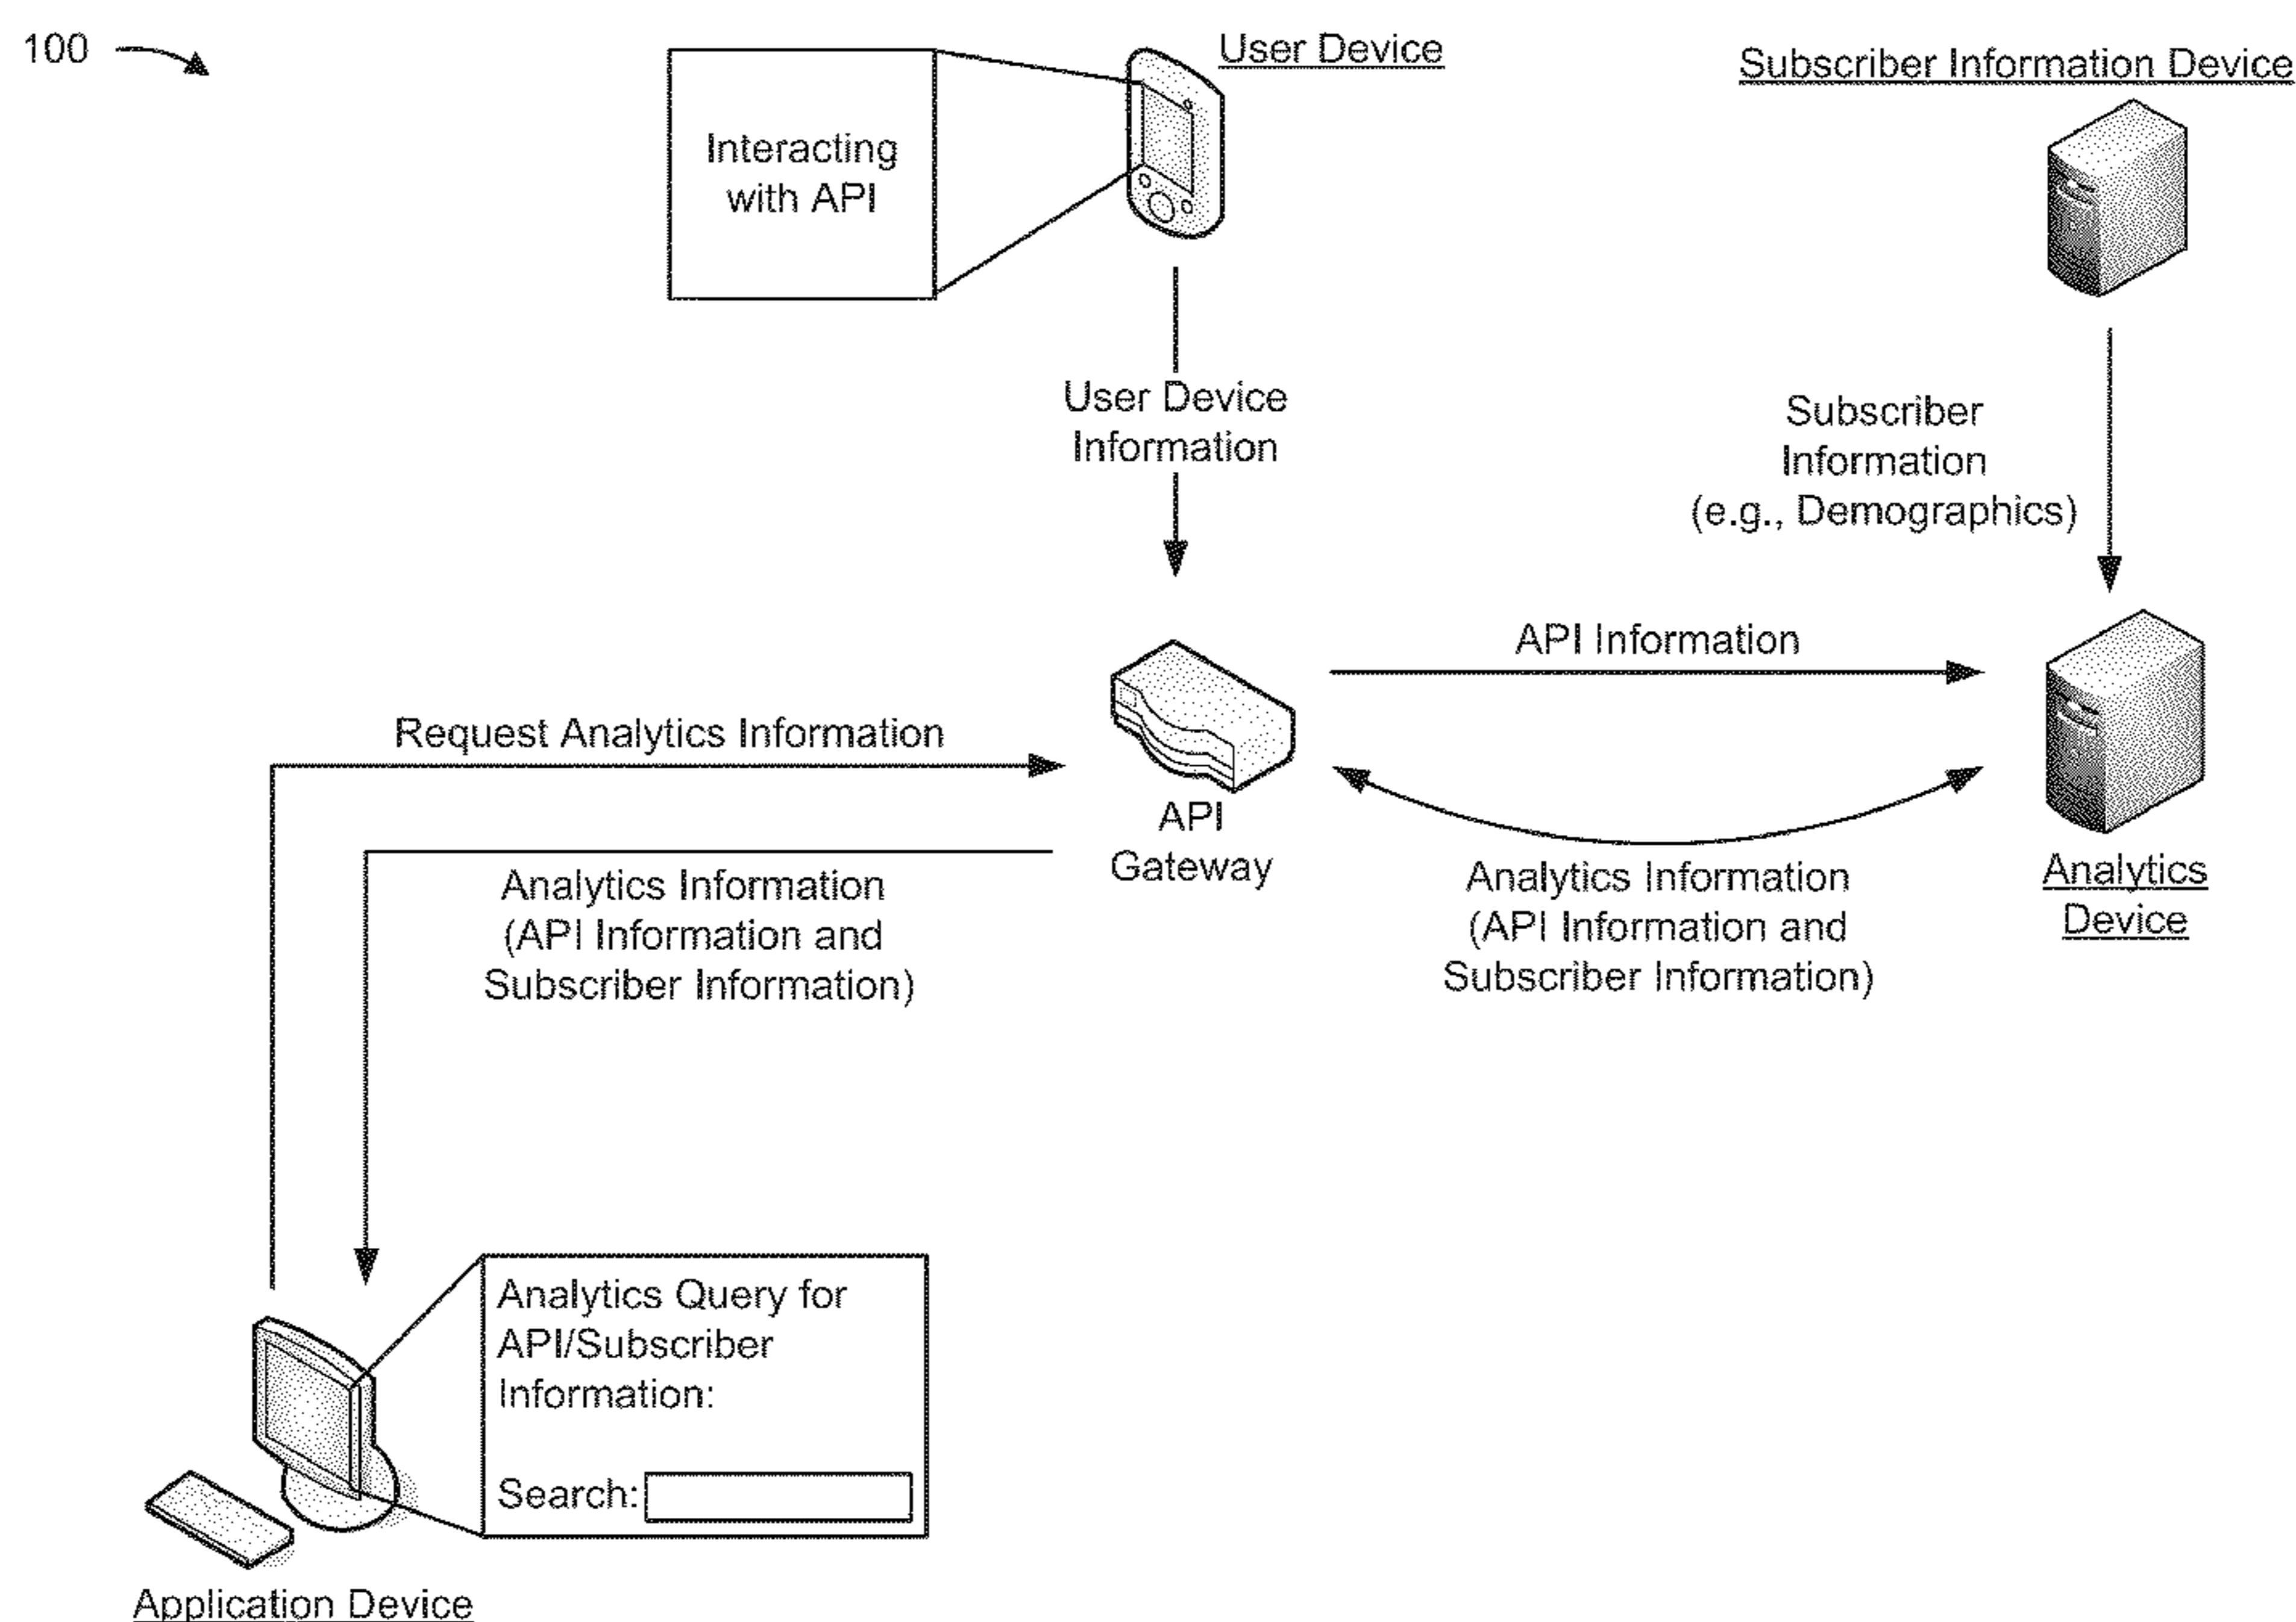 100
User Device
Subscriber Information Device
Interacting
with API
User Device
Information
Subscriber
Information
(e.g., Demographics)
API Information
Request Analytics Information
API
Gateway
Analytics Information
(API Information and
Subscriber Information)
Analytics Information
(API Information and
Subscriber Information)
Analytics
Device
Analytics Query for
API/Subscriber
Information:
Search:
Application Device